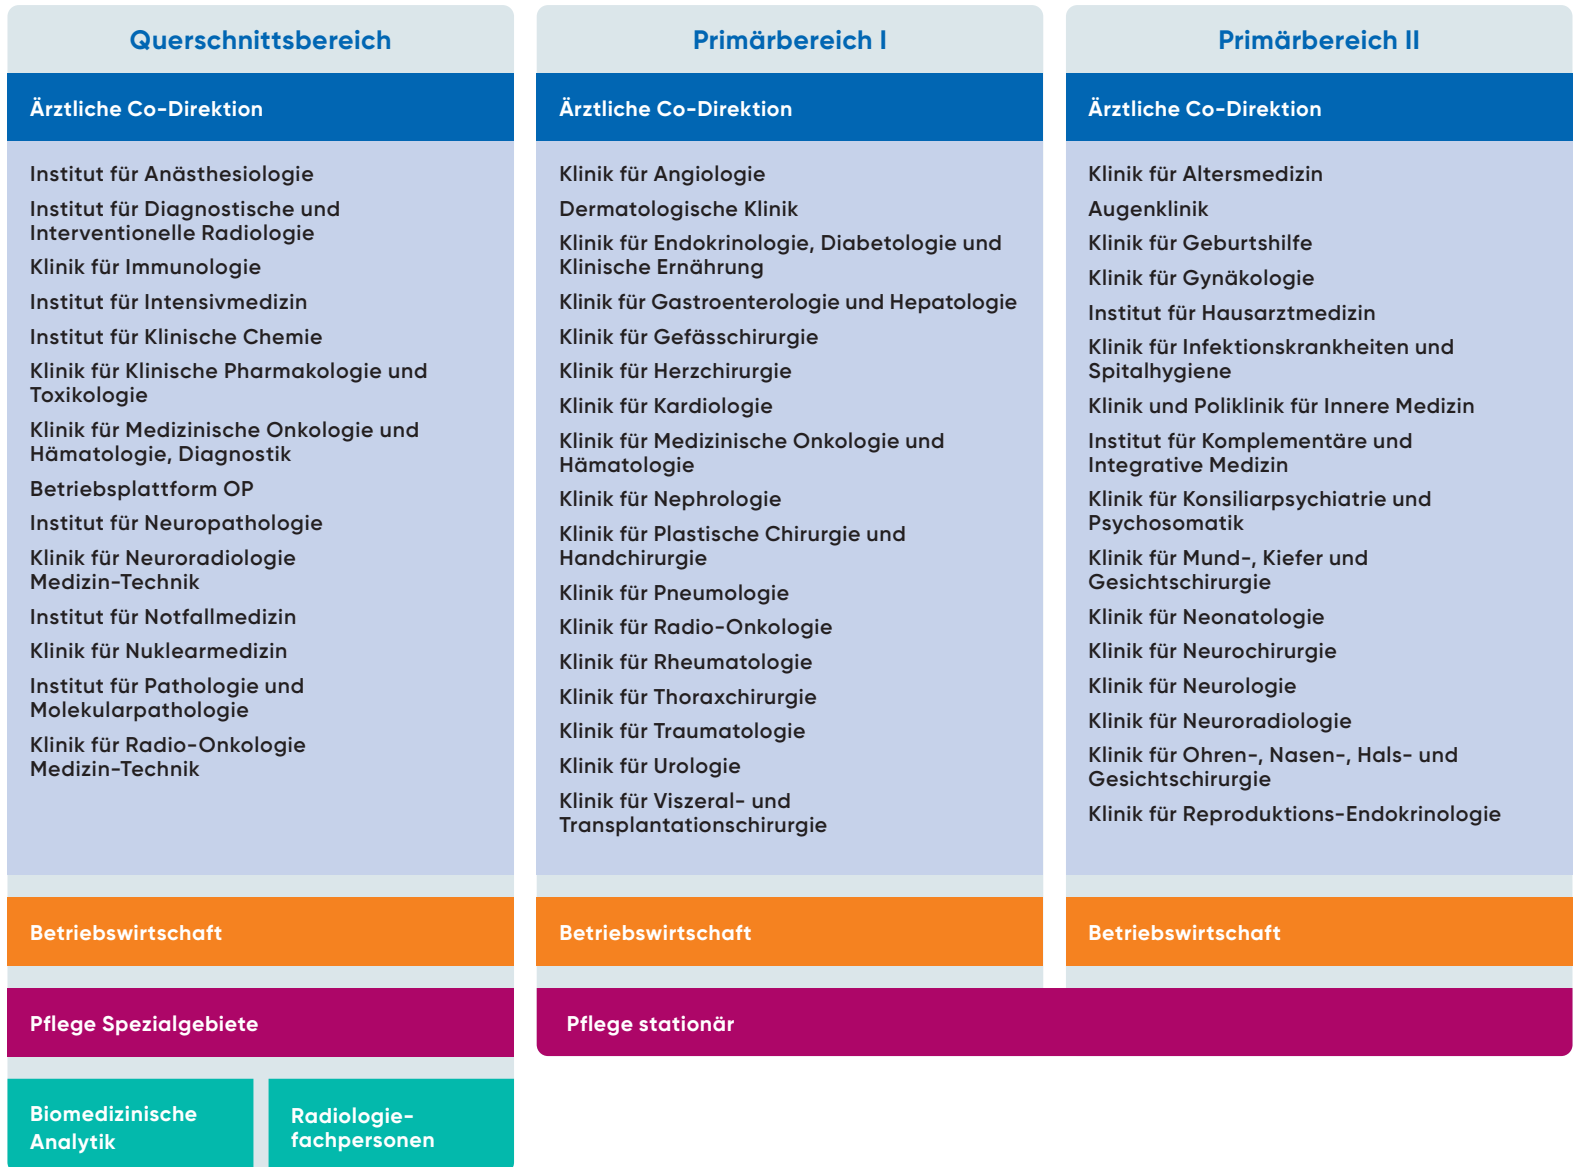 Querschnittsbereich
Ärztliche Co-Direktion
Institut für Anästhesiologie
Institut für Diagnostische und
Interventionelle Radiologie
Klinik für Immunologie
Institut für Intensivmedizin
Institut für Klinische Chemie
Klinik für Klinische Pharmakologie und
Toxikologie
Klinik für Medizinische Onkologie und
Hämatologie, Diagnostik
Betriebsplattform OP
Institut für Neuropathologie
Klinik für Neuroradiologie
Medizin-Technik
Institut für Notfallmedizin
Klinik für Nuklearmedizin
Institut für Pathologie und
Molekularpathologie
Klinik für Radio-Onkologie
Medizin-Technik
Betriebswirtschaft
Pflege Spezialgebiete
Biomedizinische
Analytik
Radiologie-
fachpersonen
Primärbereich I
Ärztliche Co-Direktion
Klinik für Angiologie
Dermatologische Klinik
Klinik für Endokrinologie, Diabetologie und
Klinische Ernährung
Klinik für Gastroenterologie und Hepatologie
Klinik für Gefässchirurgie
Klinik für Herzchirurgie
Klinik für Kardiologie
Klinik für Medizinische Onkologie und
Hämatologie
Klinik für Nephrologie
Klinik für Plastische Chirurgie und
Handchirurgie
Klinik für Pneumologie
Klinik für Radio-Onkologie
Klinik für Rheumatologie
Klinik für Thoraxchirurgie
Klinik für Traumatologie
Klinik für Urologie
Klinik für Viszeral- und
Transplantationschirurgie
Betriebswirtschaft
Pflege stationär
Primärbereich II
Ärztliche Co-Direktion
Klinik für Altersmedizin
Augenklinik
Klinik für Geburtshilfe
Klinik für Gynäkologie
Institut für Hausarztmedizin
Klinik für Infektionskrankheiten und
Spitalhygiene
Klinik und Poliklinik für Innere Medizin
Institut für Komplementäre und
Integrative Medizin
Klinik für Konsiliarpsychiatrie und
Psychosomatik
Klinik für Mund-, Kiefer und
Gesichtschirurgie
Klinik für Neonatologie
Klinik für Neurochirurgie
Klinik für Neurologie
Klinik für Neuroradiologie
Klinik für Ohren-, Nasen-, Hals- und
Gesichtschirurgie
Klinik für Reproduktions-Endokrinologie
Betriebswirtschaft